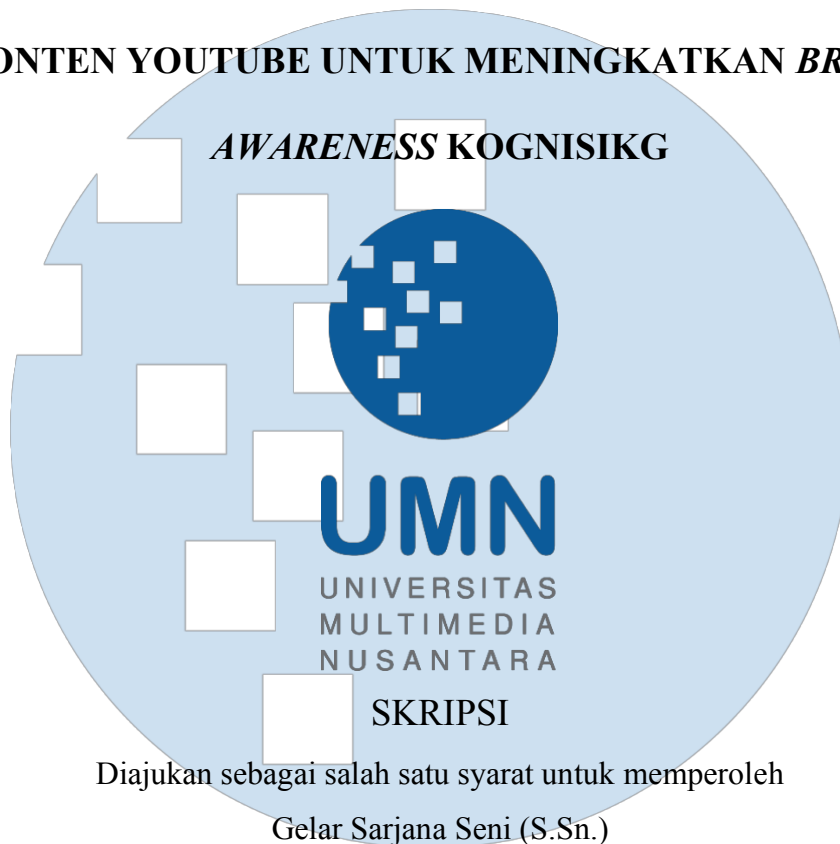 ONTEN YOUTUBE UNTUK MENINGKATKAN BR
AWARENESS KOGNISIKG
UMN
UNIVERSITAS
MULTIMEDIA
NUSANTARA
SKRIPSI
Diajukan sebagai salah satu syarat untuk memperoleh
Gelar Sarjana Seni (S.Sn.)